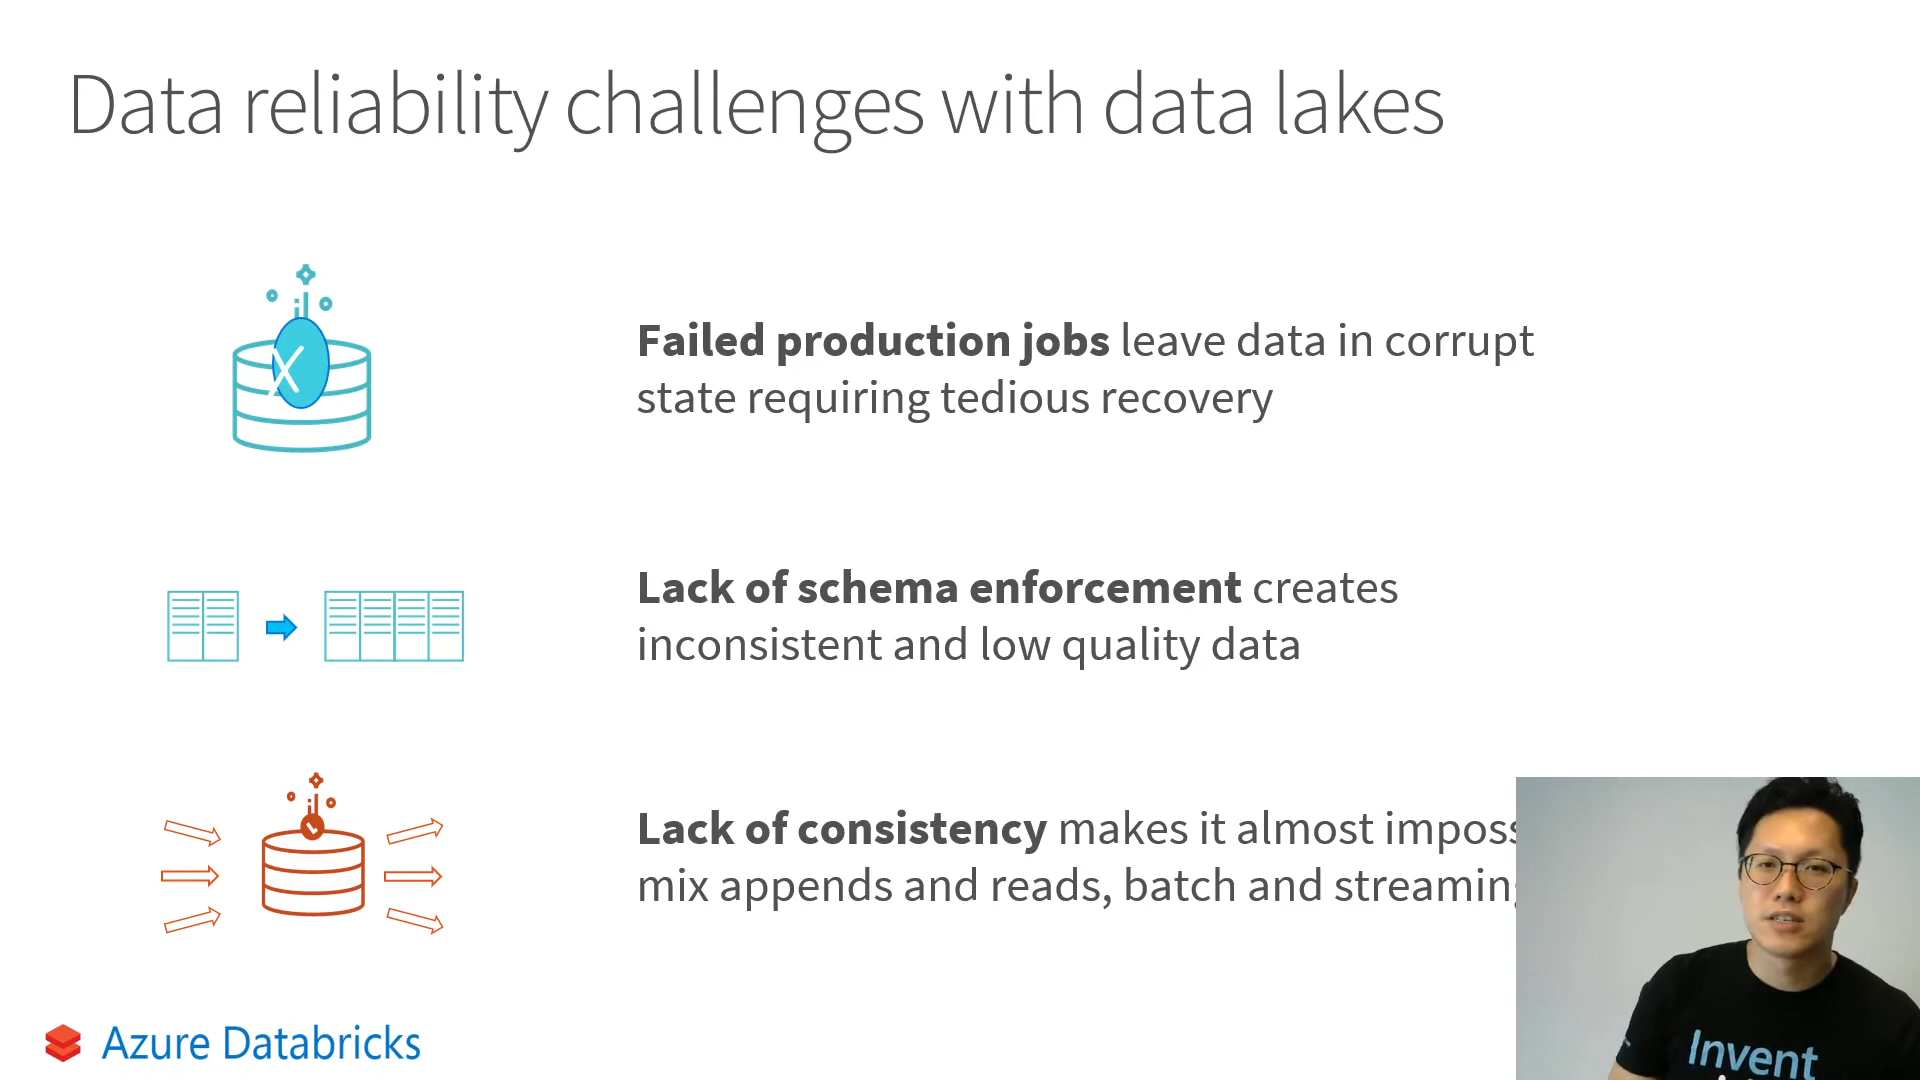 Data reliability challenges with data lakes
Failed production jobs leave data in corrupt
state requiring tedious recovery
Lack of schema enforcement creates
inconsistent and low quality data
Lack of consistency makes it almost
mix appends and reads, batch and
Azure Databricks
Invent